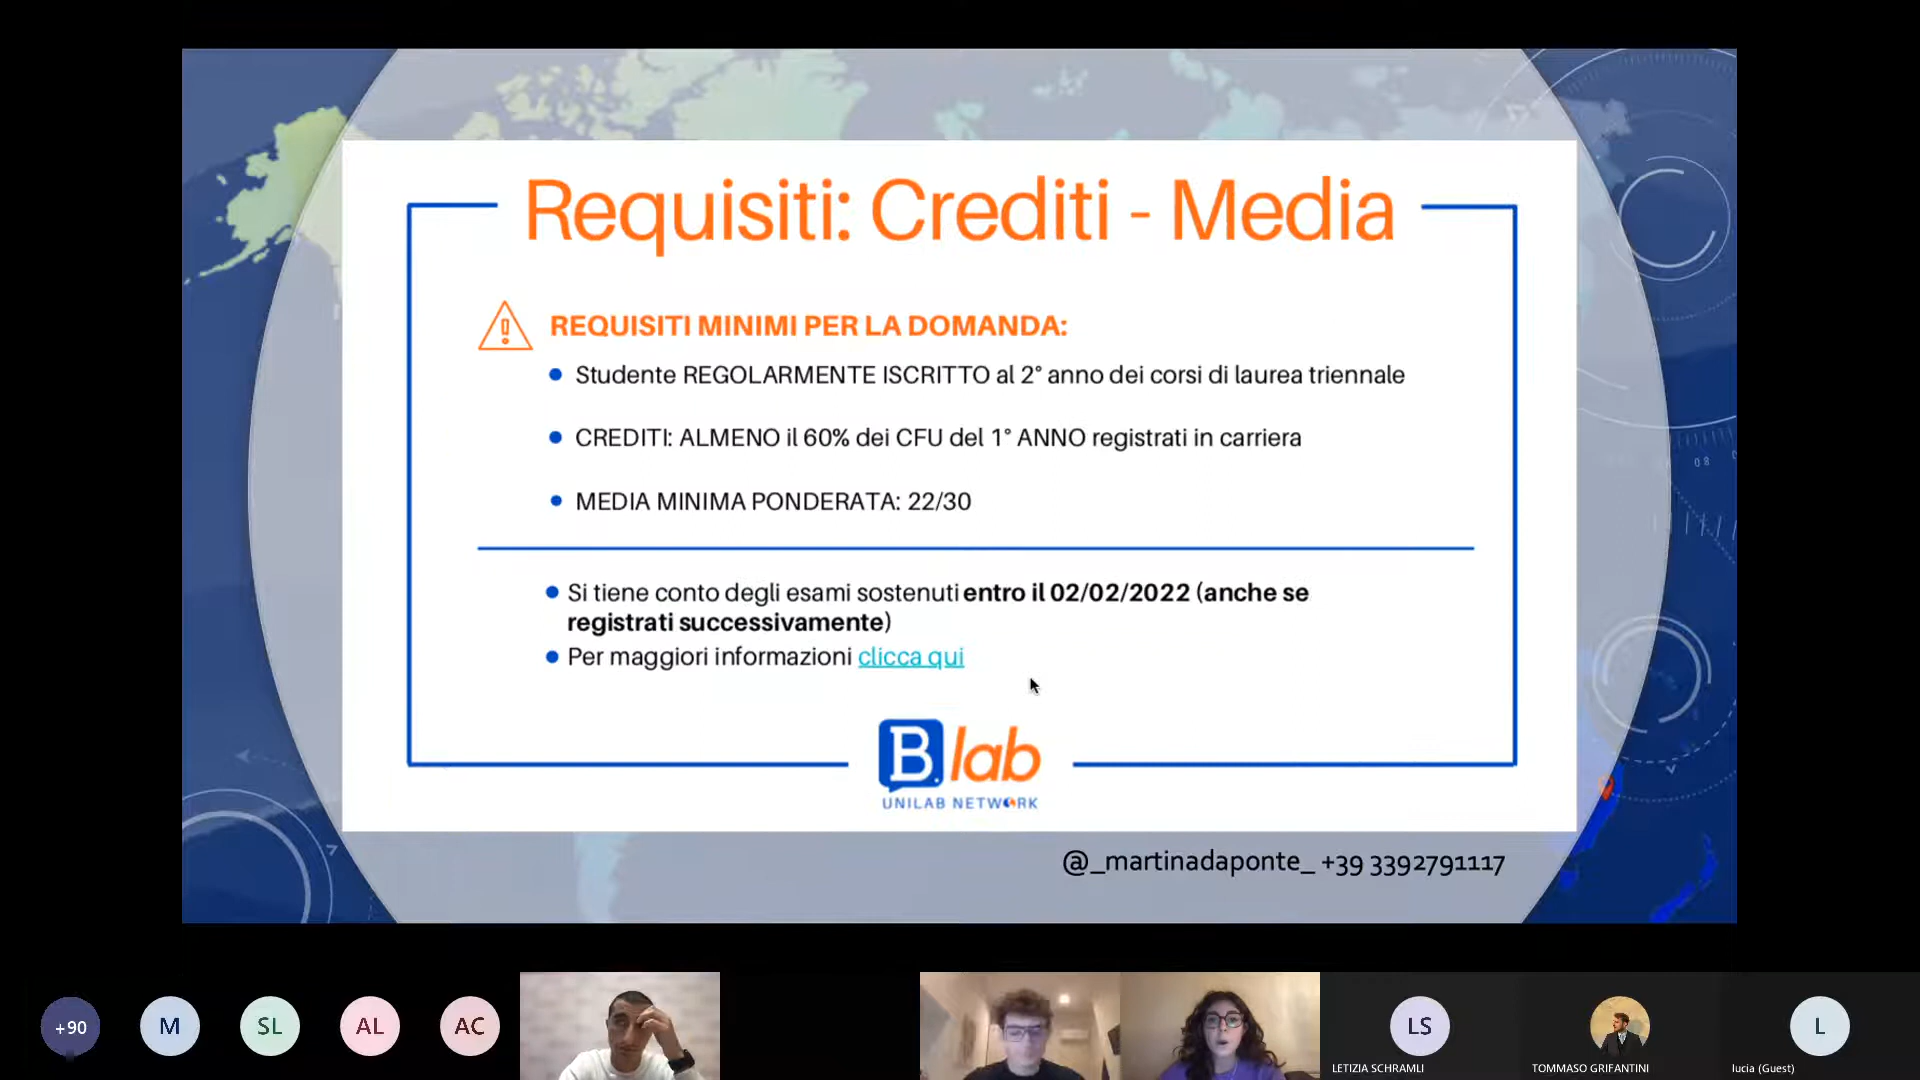 Requisiti: Crediti - Media
REQUISITI MINIMI PER LA DOMANDA:
Studente REGOLARMENTE ISCRITTO al 2° anno dei corsi di laurea triennale
CREDITI: ALMENO il 60% dei CFU del 1° ANNO registrati in carriera
MEDIA MINIMA PONDERATA: 22/30
Si tiene conto degli esami sostenuti entro il 02/02/2022 (anche se
registrati successivamente)
Per maggiori informazioni clicca qui
B.lab
UNILAB NETWORK
@_martinadaponte_ +39 3392791117
08
+90
M
SL
AL
AC
LS
L
LETIZIA SCHRAMLI
TOMMASO GRIFANTINI
lucia (Guest)